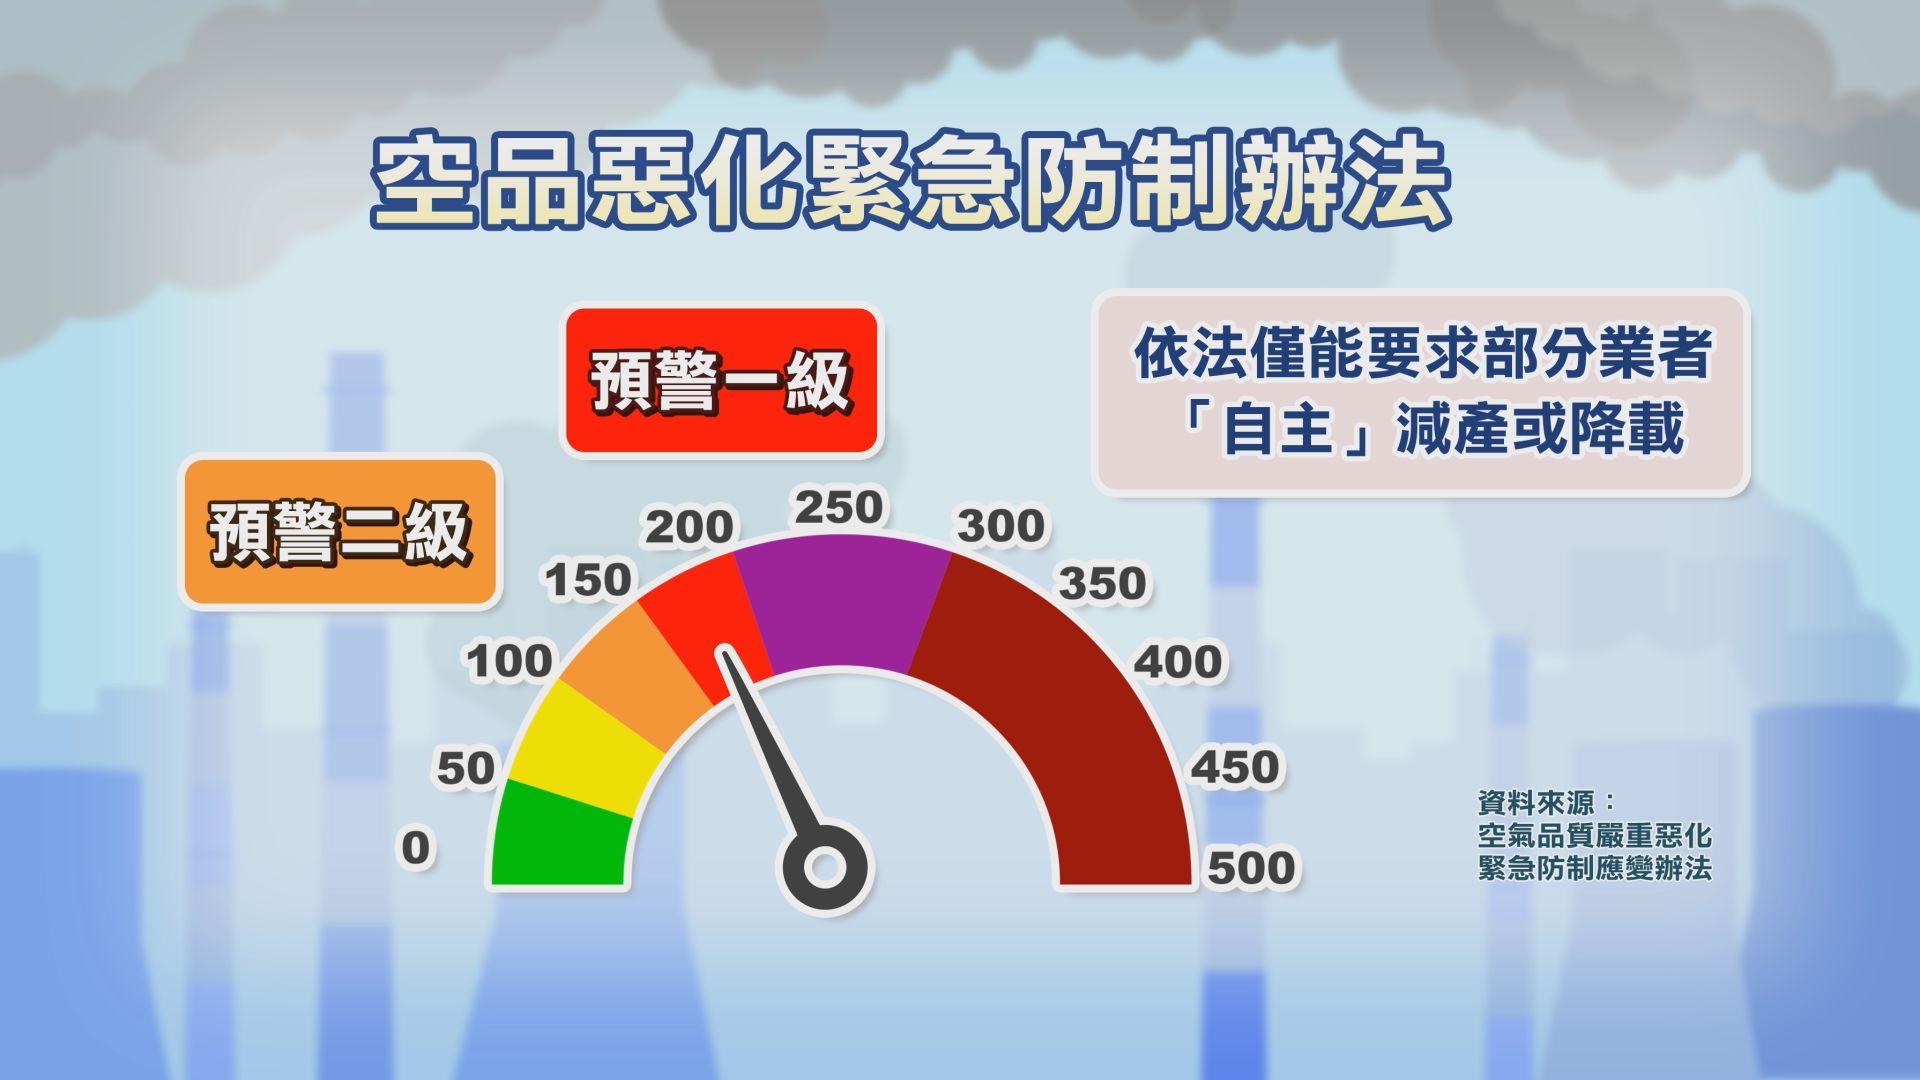 空品惡化緊急防制辦法
預警一級
依法僅能要求部分業者
「自主」減產或降載
預警二級
0
50
100
150
200
250
300
350
400
450
500
資料來源：
空氣品質嚴重惡化
緊急防制應變辦法